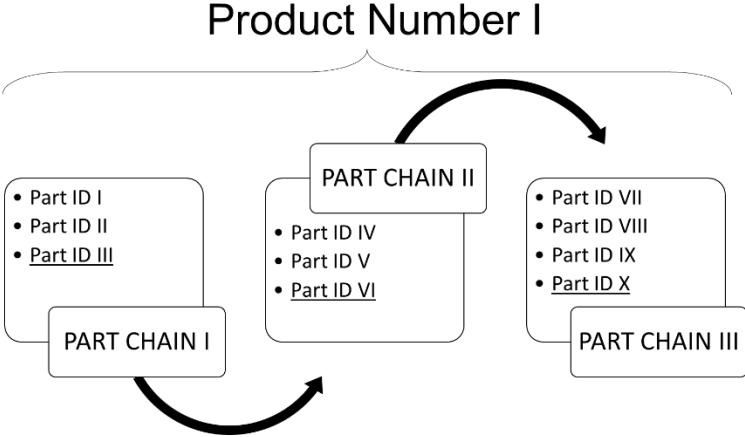 Product Number I
• Part ID I
• Part ID II
• Part ID III
PART CHAIN I
PART CHAIN II
• Part ID IV
• Part ID V
• Part ID VI
• Part ID VII
• Part ID VIII
• Part ID IX
• Part ID X
PART CHAIN III